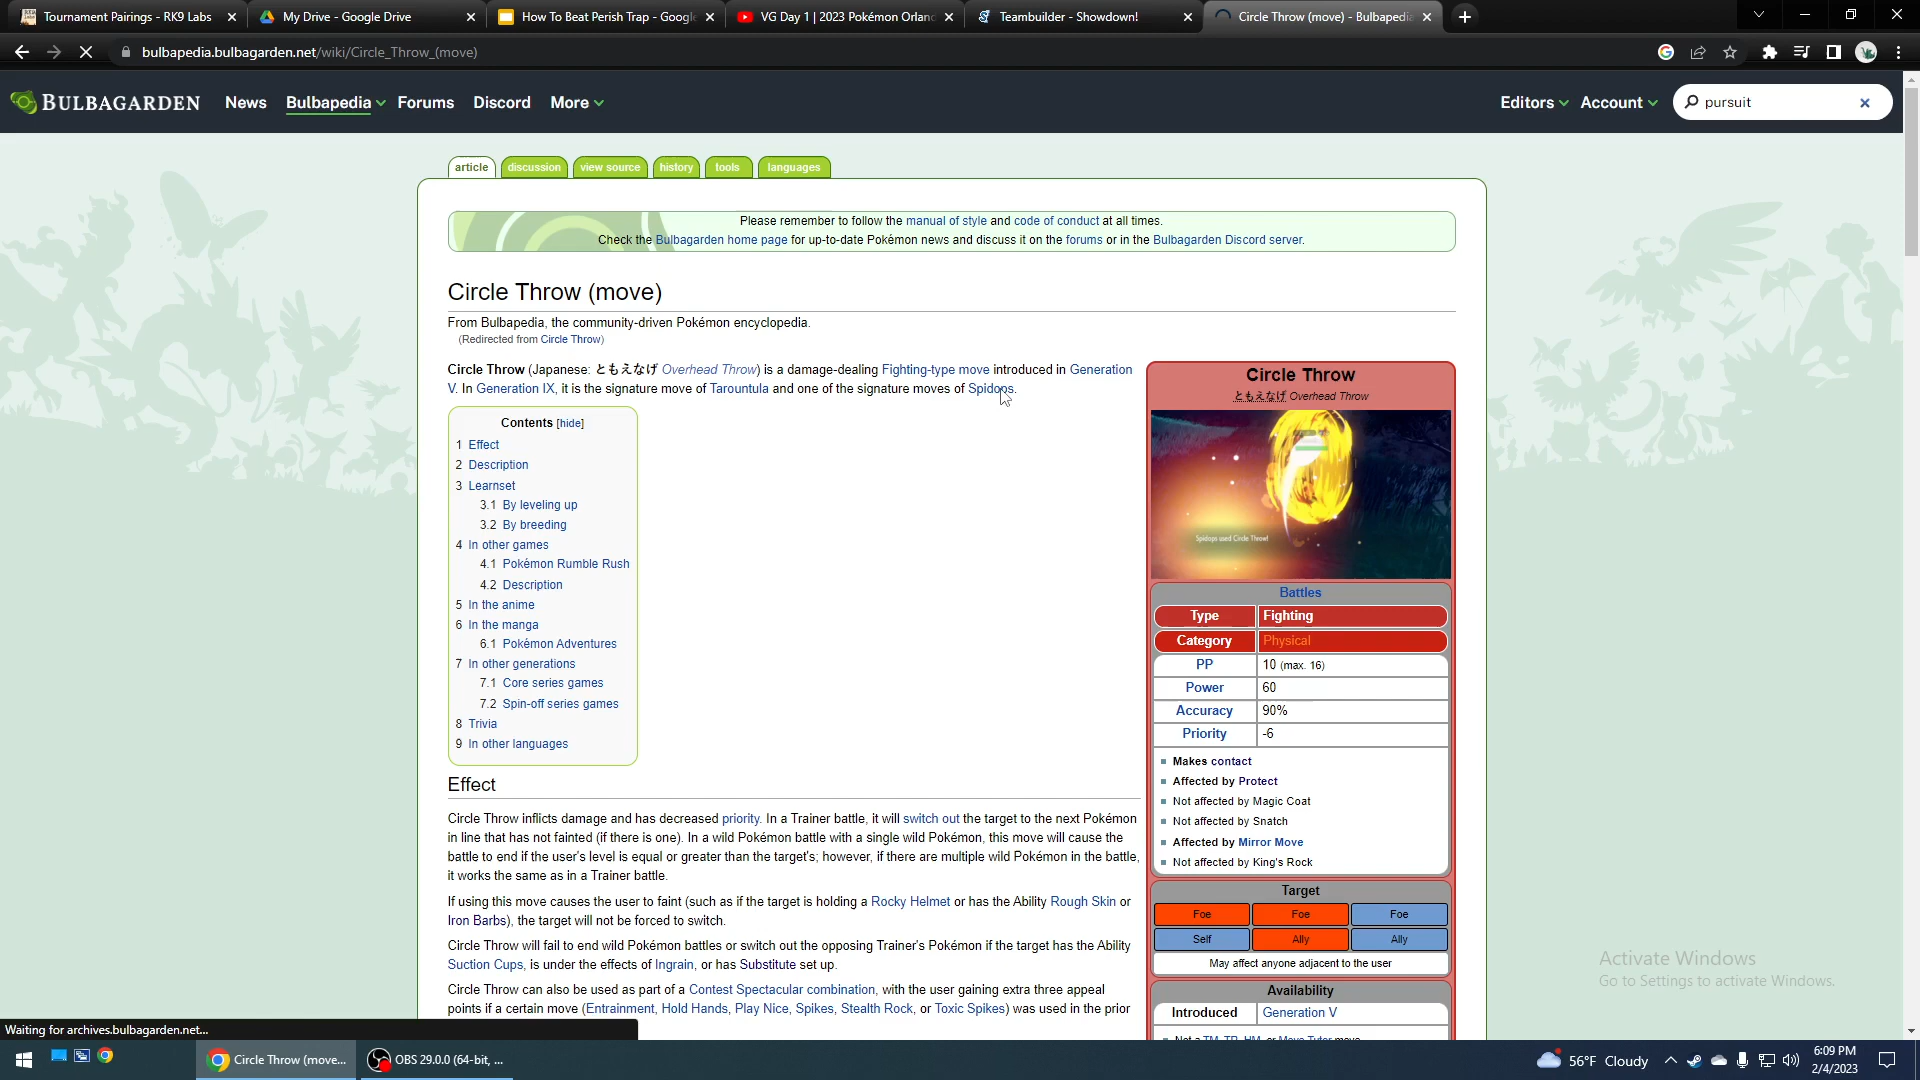 Tournament Pairings - RK9 Labs
My Drive - Google Drive
How To Beat Perish Trap - Google
VG Day 1 | 2023 Pokémon Orlan
Teambuilder - Showdown!
Circle Throw (move) - Bulbapedia
bulbapedia.bulbagarden.net/wiki/Circle_Throw_(move)
BULBAGARDEN
News
Bulbapedia
Forums
Discord
More
Editors
Account
pursuit
article
discussion
view source
history
tools
languages
Please remember to follow the manual of style and code of conduct at all times.
Check the Bulbagarden home page for up-to-date Pokémon news and discuss it on the forums or in the Bulbagarden Discord server.
Circle Throw (move)
From Bulbapedia, the community-driven Pokémon encyclopedia.
(Redirected from Circle Throw)
Circle Throw (Japanese: ともえなげ Overhead Throw) is a damage-dealing Fighting-type move introduced in Generation
V. In Generation IX, it is the signature move of Tarountula and one of the signature moves of Spidops.
Contents [hide]
1 Effect
2 Description
3 Learnset
3.1 By leveling up
3.2 By breeding
4 In other games
4.1 Pokémon Rumble Rush
4.2 Description
5 In the anime
6 In the manga
6.1 Pokémon Adventures
7 In other generations
7.1 Core series games
7.2 Spin-off series games
8 Trivia
9 In other languages
Effect
Circle Throw inflicts damage and has decreased priority. In a Trainer battle, it will switch out the target to the next Pokémon
in line that has not fainted (if there is one). In a wild Pokémon battle with a single wild Pokémon, this move will cause the
battle to end if the user's level is equal or greater than the target's; however, if there are multiple wild Pokémon in the battle,
it works the same as in a Trainer battle.
If using this move causes the user to faint (such as if the target is holding a Rocky Helmet or has the Ability Rough Skin or
Iron Barbs), the target will not be forced to switch.
Circle Throw will fail to end wild Pokémon battles or switch out the opposing Trainer's Pokémon if the target has the Ability
Suction Cups, is under the effects of Ingrain, or has Substitute set up.
Circle Throw can also be used as part of a Contest Spectacular combination, with the user gaining extra three appeal
points if a certain move (Entrainment, Hold Hands, Play Nice, Spikes, Stealth Rock, or Toxic Spikes) was used in the prior
Circle Throw
ともえなげ Overhead Throw
Spidops used Circle Throw!
Battles
Type Fighting
Category Physical
PP 10 (max. 16)
Power 60
Accuracy 90%
Priority -6
Makes contact
Affected by Protect
Not affected by Magic Coat
Not affected by Snatch
Affected by Mirror Move
Not affected by King's Rock
Target
Foe Foe Foe
Self Ally Ally
May affect anyone adjacent to the user
Availability
Introduced Generation V
Not a TM, TR, HM, or Move Tutor move
Activate Windows
Go to Settings to activate Windows.
Waiting for archives.bulbagarden.net...
Circle Throw (move...
OBS 29.0.0 (64-bit, ...
56°F Cloudy
6:09 PM
2/4/2023